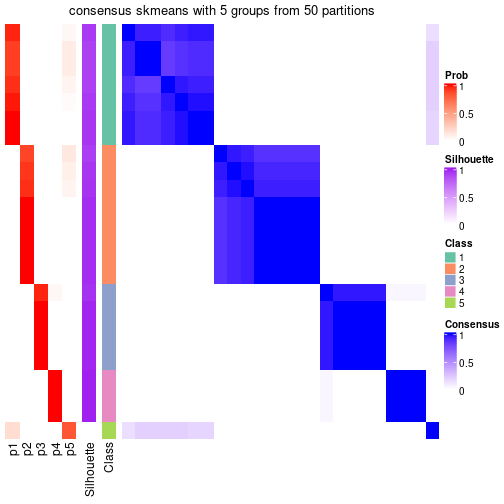 consensus skmeans with 5 groups from 50 partitions
Prob
1
0.5
0
Silhouette
1
0.5
0
Class
1
2
3
4
5
Consensus
1
0.5
0
p1
p2
p3
p4
p5
Silhouette
Class